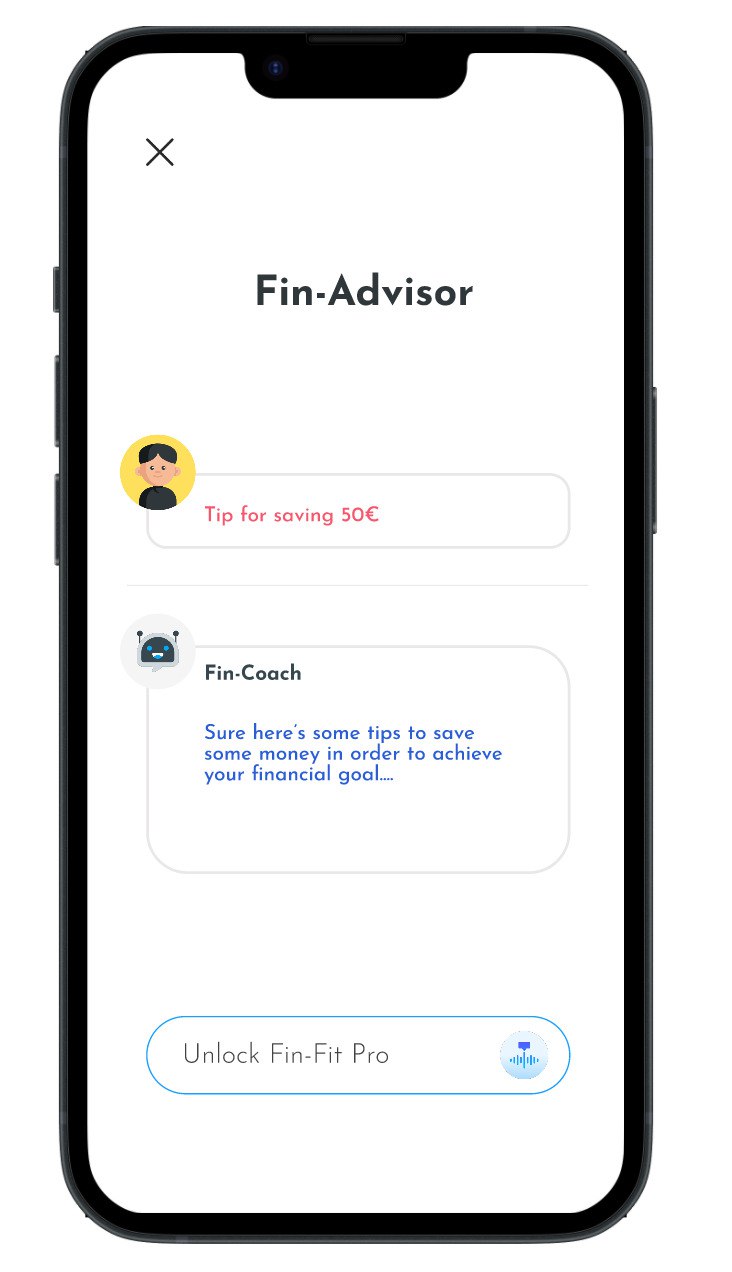 Fin-Advisor
Tip for saving 50€
Fin-Coach
Sure here's some tips to save
some money in order to achieve
your financial goal....
Unlock Fin-Fit Pro